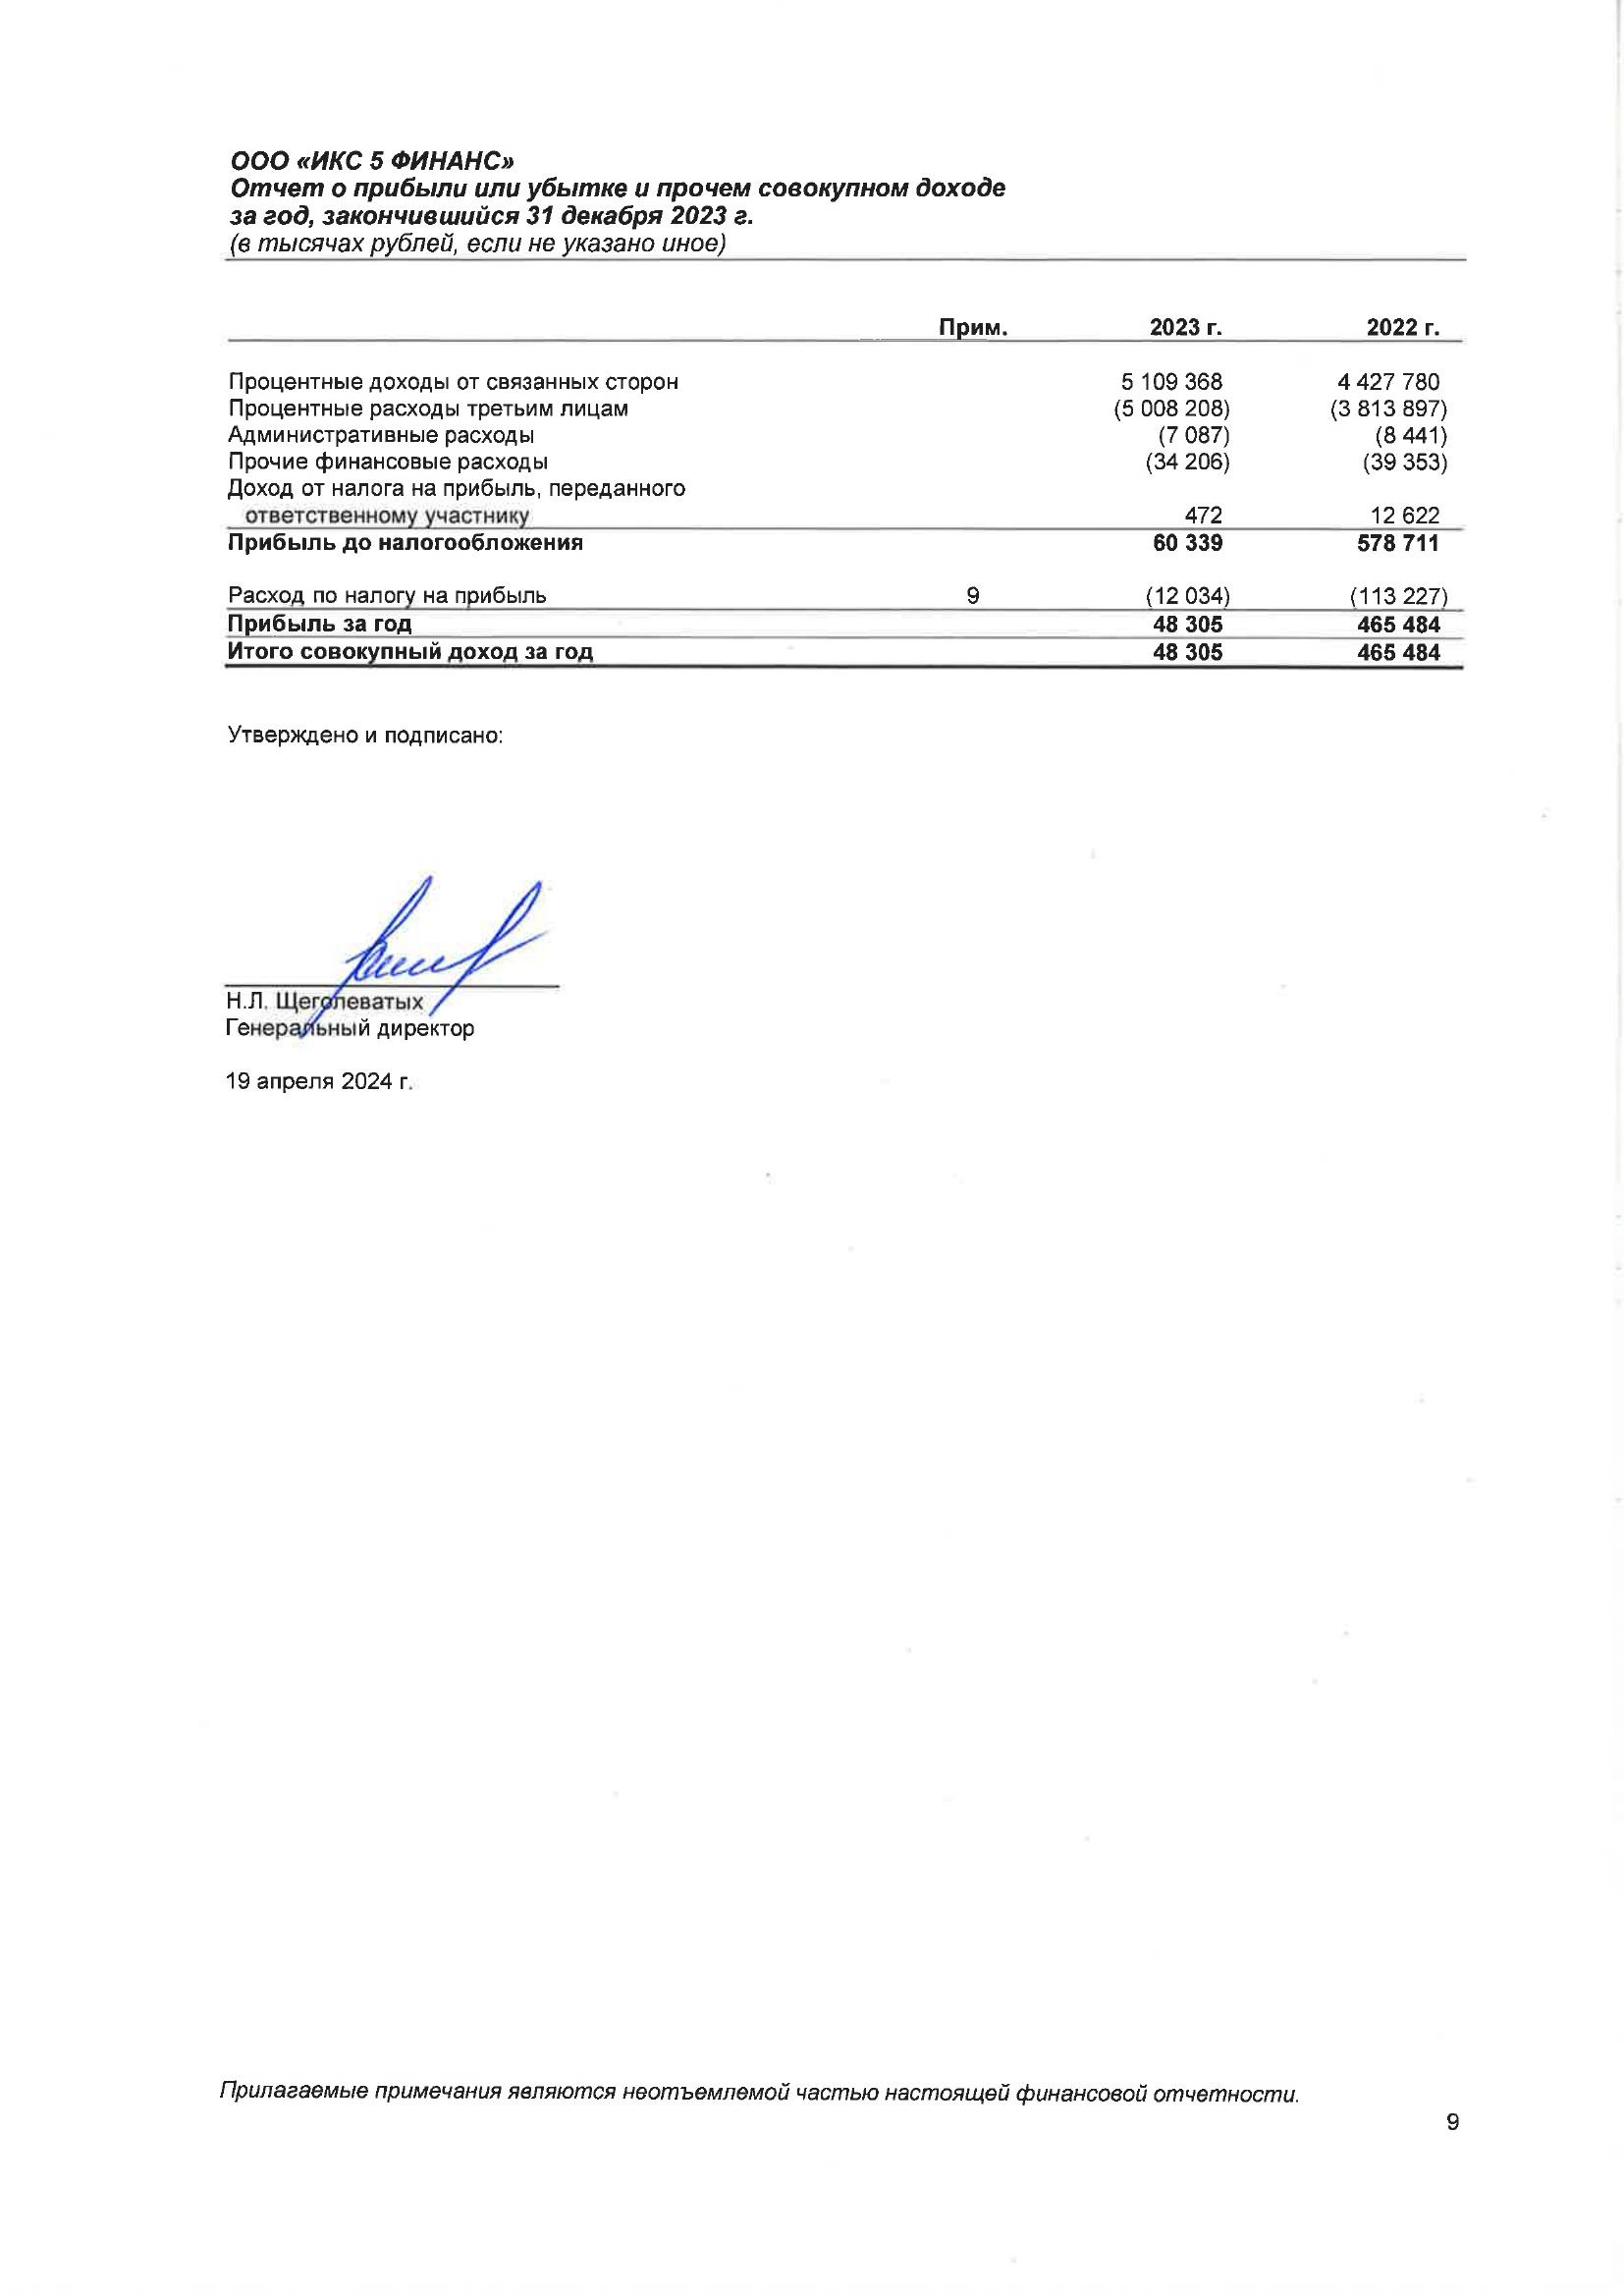 ООО «ИКС 5 ФИНАНС»
Отчет о прибыли или убытке и прочем совокупном доходе
за год, закончившийся 31 декабря 2023 г.
(в тысячах рублей, если не указано иное)
Прим. 2023 г. 2022 г.
Процентные доходы от связанных сторон 5 109 368 4 427 780
Процентные расходы третьим лицам (5 008 208) (3 813 897)
Административные расходы (7 087) (8 441)
Прочие финансовые расходы (34 206) (39 353)
Доход от налога на прибыль, переданного
ответственному участнику 472 12 622
Прибыль до налогообложения 60 339 578 711
Расход по налогу на прибыль 9 (12 034) (113 227)
Прибыль за год 48 305 465 484
Итого совокупный доход за год 48 305 465 484
Утверждено и подписано:
Н.Л. Щеголеватых
Генеральный директор
19 апреля 2024 г.
Прилагаемые примечания являются неотъемлемой частью настоящей финансовой отчетности.
9